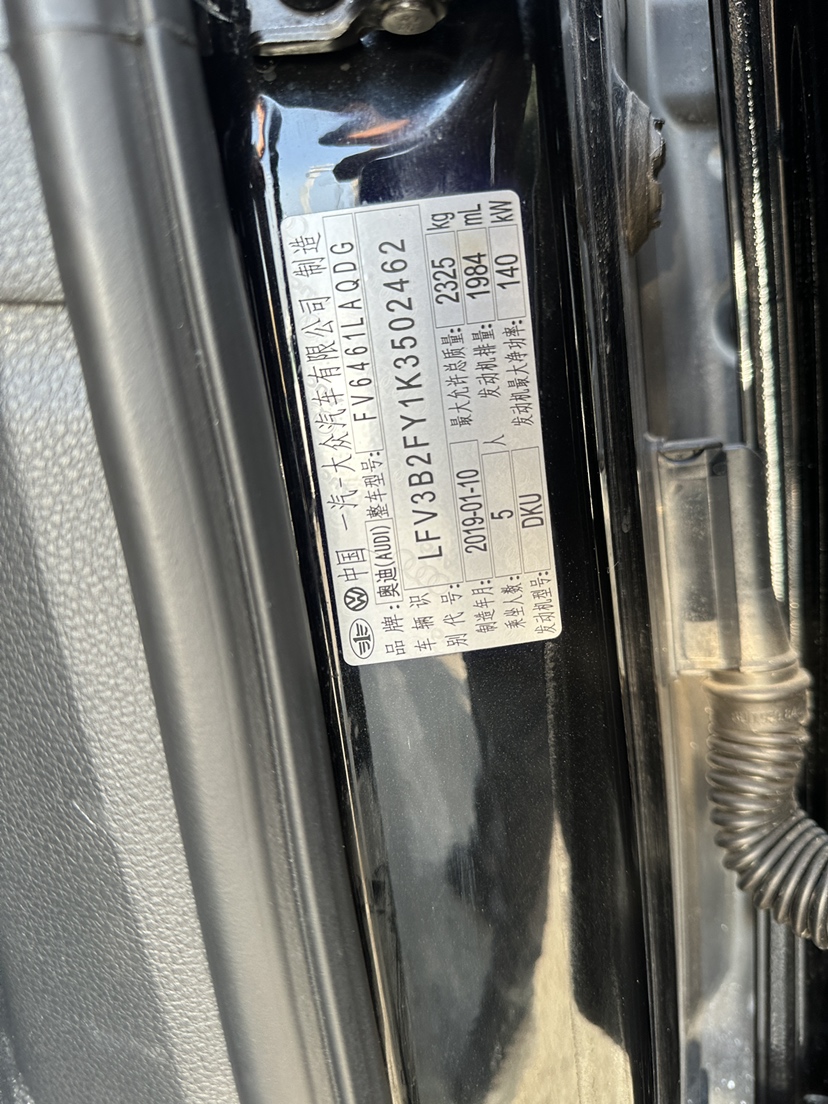 中国 一汽-大众汽车有限公司 制造
品牌:奥迪(AUDI) 整车型号: FV6461LAQDG
车辆识别代号: LFV3B2FY1K3502462
制造年月: 2019-01-10 最大允许总质量: 2325 kg
乘坐人数: 5 人 发动机排量: 1984 mL
发动机型号: DKU 发动机最大净功率: 140 kW